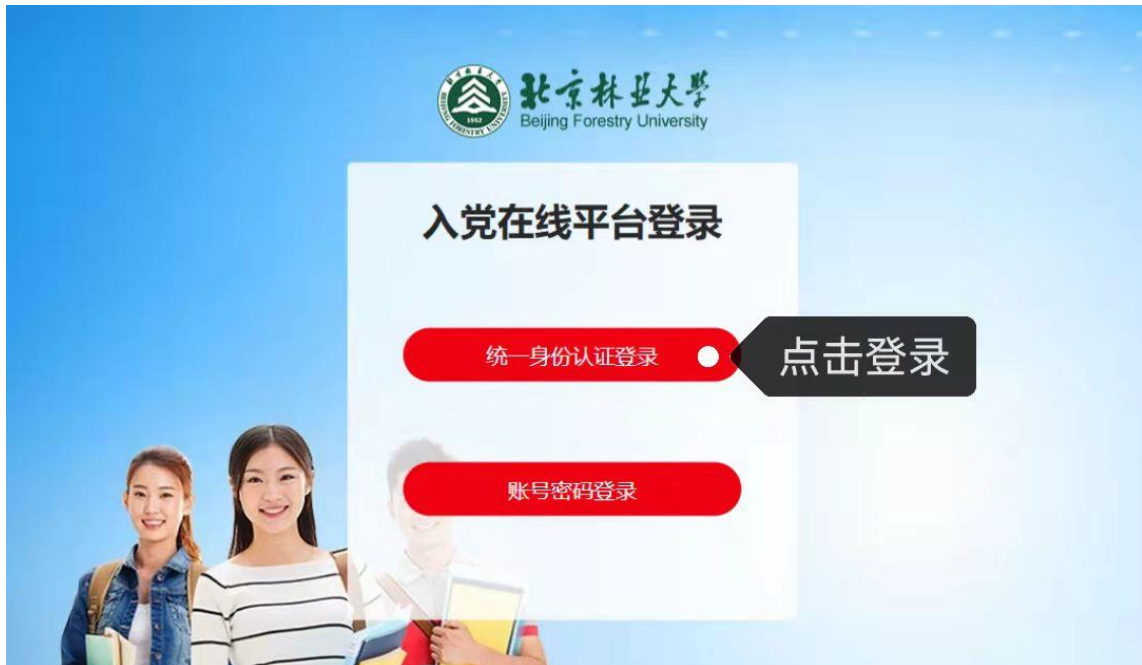 北京林业大学
Beijing Forestry University
入党在线平台登录
统一身份认证登录
点击登录
账号密码登录